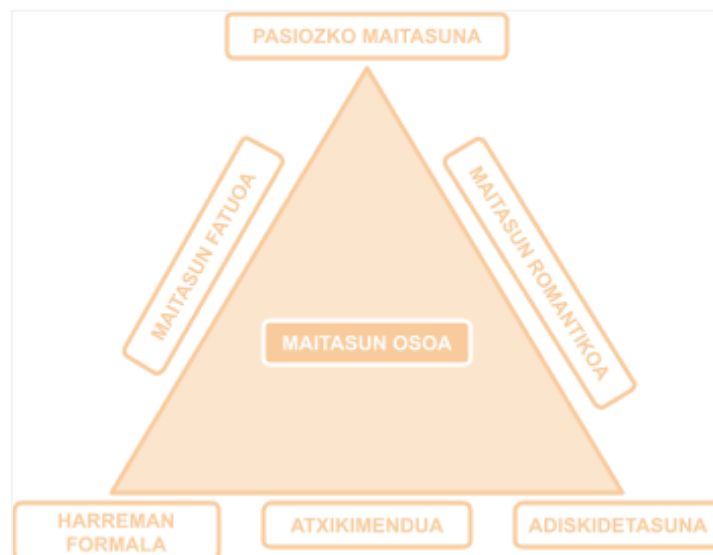 PASIOZKO MAITASUNA
MAITASUN FATUOA
MAITASUN ROMANTIKOA
MAITASUN OSOA
HARREMAN
FORMALA
ATXIKIMENDUA
ADISKIDETASUNA